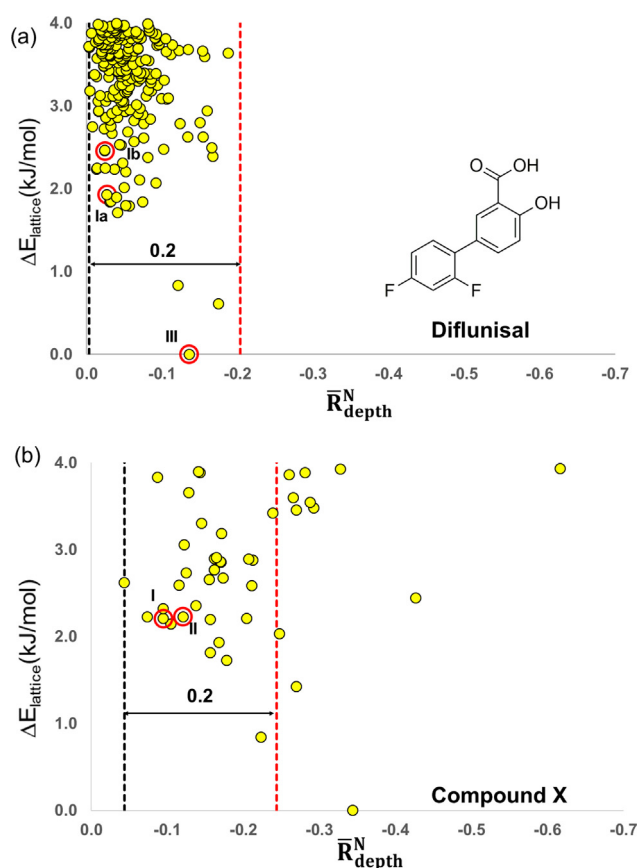 (a)
4.0
3.0
2.0
1.0
0.0
ΔE_lattice(kJ/mol)
Ib
Ia
0.2
III
O
OH
OH
F
F
Diflunisal
0.0 -0.1 -0.2 -0.3 -0.4 -0.5 -0.6 -0.7
R̅^N_depth
(b)
4.0
3.0
2.0
1.0
0.0
ΔE_lattice(kJ/mol)
I
II
0.2
Compound X
0.0 -0.1 -0.2 -0.3 -0.4 -0.5 -0.6 -0.7
R̅^N_depth